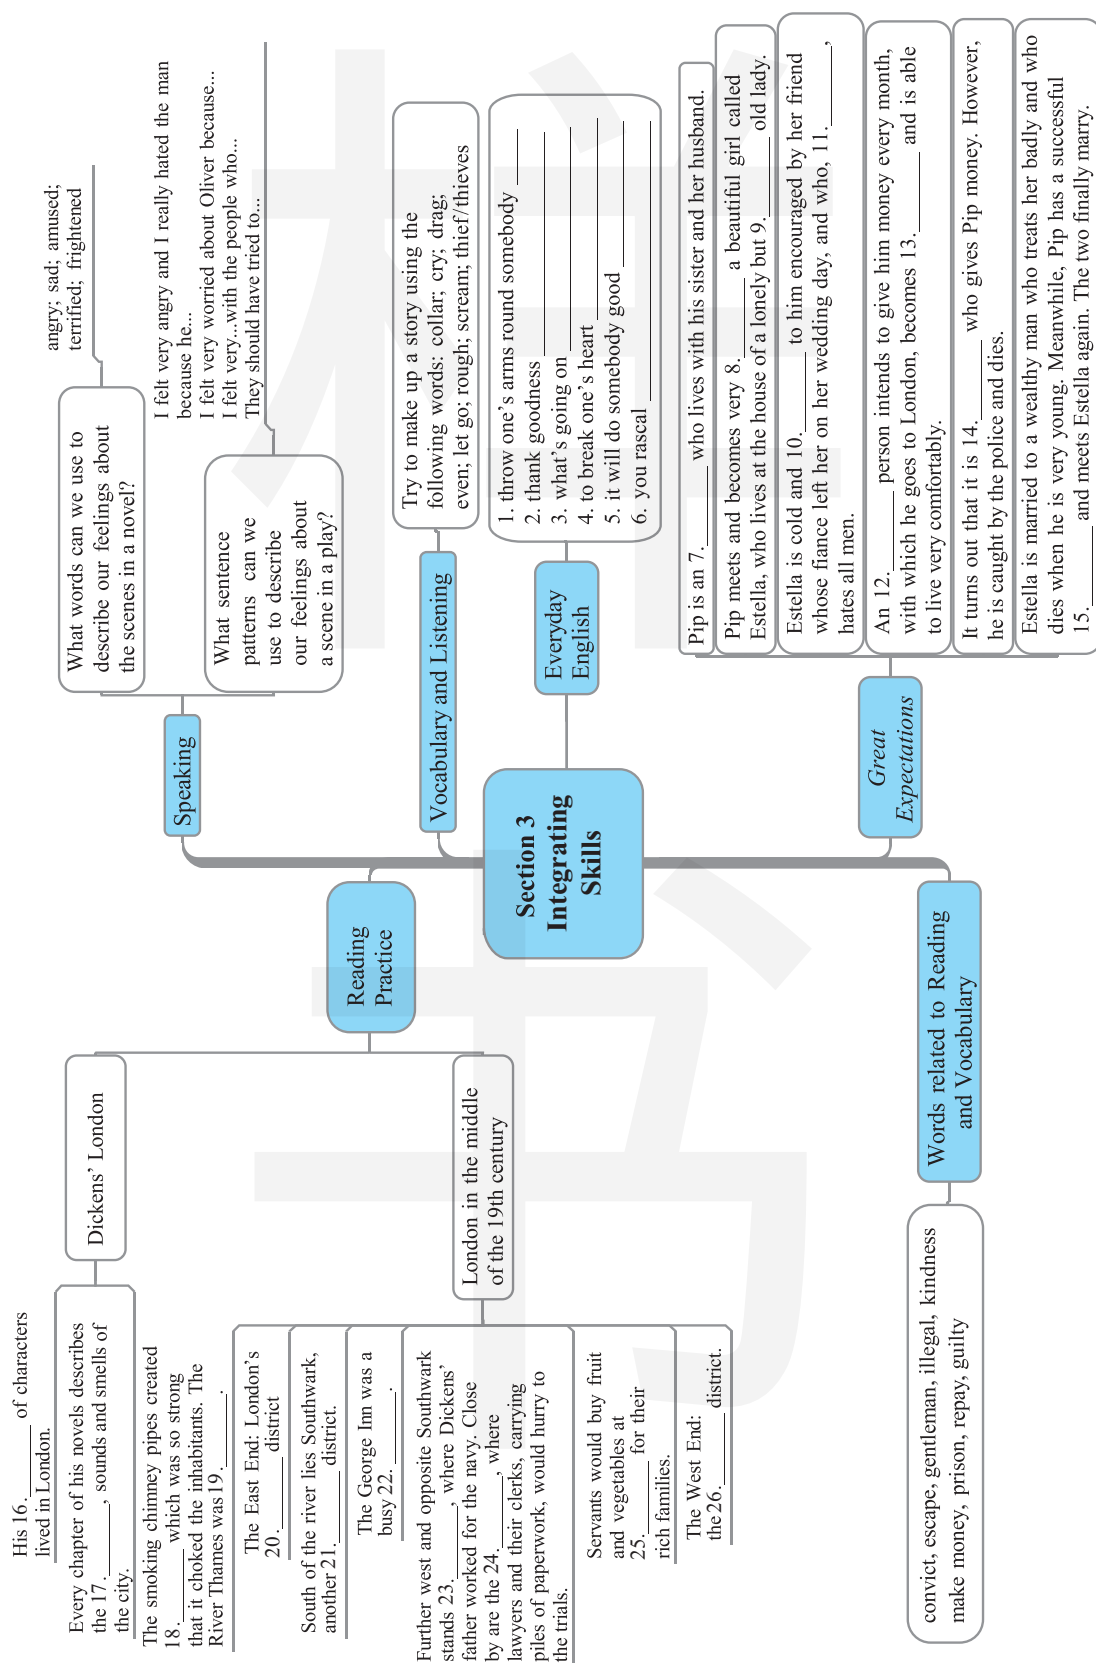 Section 3
Integrating
Skills
Speaking
What words can we use to
describe our feelings about
the scenes in a novel?
angry; sad; amused;
terrified; frightened
What sentence
patterns can we
use to describe
our feelings about
a scene in a play?
I felt very angry and I really hated the man
because he...
I felt very worried about Oliver because...
I felt very...with the people who...
They should have tried to...
Vocabulary and Listening
Try to make up a story using the
following words: collar; cry; drag;
even; let go; rough; scream; thief/thieves
Everyday
English
1. throw one's arms round somebody ______
2. thank goodness ______
3. what's going on ______
4. to break one's heart ______
5. it will do somebody good ______
6. you rascal ______
Great
Expectations
Pip is an 7.______ who lives with his sister and her husband.
Pip meets and becomes very 8.______ a beautiful girl called
Estella, who lives at the house of a lonely but 9.______ old lady.
Estella is cold and 10.______ to him encouraged by her friend
whose fiance left her on her wedding day, and who, 11.______,
hates all men.
An 12.______ person intends to give him money every month,
with which he goes to London, becomes 13.______ and is able
to live very comfortably.
It turns out that it is 14.______ who gives Pip money. However,
he is caught by the police and dies.
Estella is married to a wealthy man who treats her badly and who
dies when he is very young. Meanwhile, Pip has a successful
15.______ and meets Estella again. The two finally marry.
Reading
Practice
Dickens' London
His 16.______ of characters
lived in London.
Every chapter of his novels describes
the 17.______, sounds and smells of
the city.
The smoking chimney pipes created
18.______ which was so strong
that it choked the inhabitants. The
River Thames was 19.______.
London in the middle
of the 19th century
The East End: London's
20.______ district
South of the river lies Southwark,
another 21.______ district.
The George Inn was a
busy 22.______.
Further west and opposite Southwark
stands 23.______, where Dickens'
father worked for the navy. Close
by are the 24.______, where
lawyers and their clerks, carrying
piles of paperwork, would hurry to
the trials.
Servants would buy fruit
and vegetables at
25.______ for their
rich families.
The West End:
the 26.______ district.
Words related to Reading
and Vocabulary
convict, escape, gentleman, illegal, kindness
make money, prison, repay, guilty